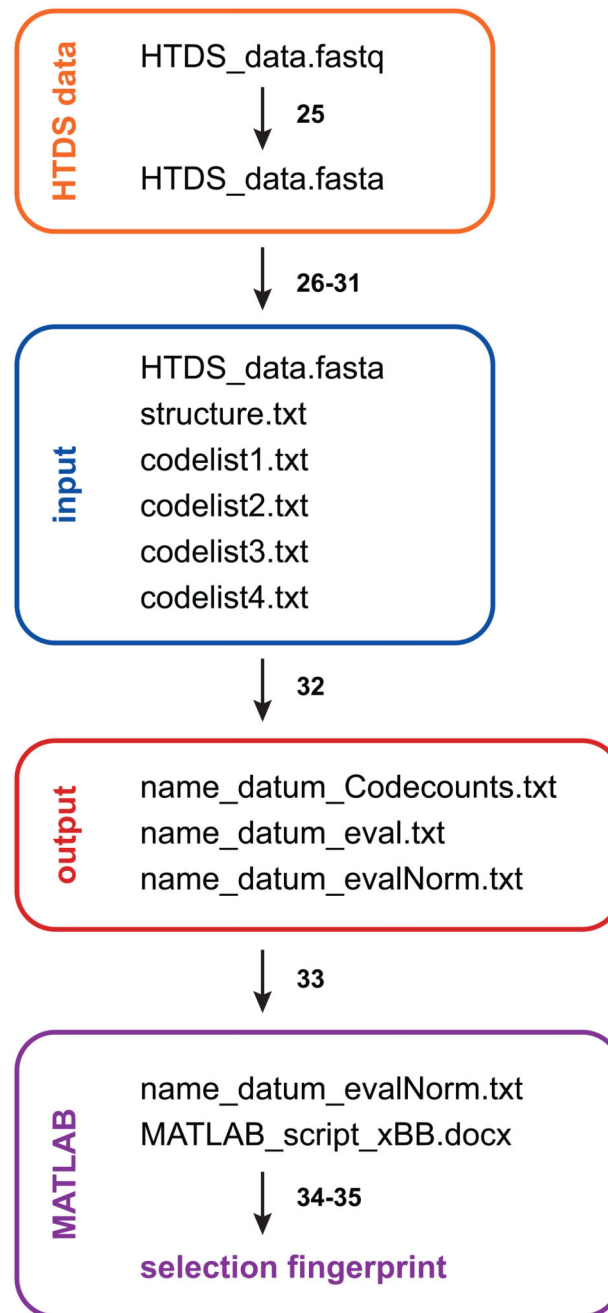 HTDS data
HTDS_data.fastq
25
HTDS_data.fasta
26-31
input
HTDS_data.fasta
structure.txt
codelist1.txt
codelist2.txt
codelist3.txt
codelist4.txt
32
output
name_datum_Codecounts.txt
name_datum_eval.txt
name_datum_evalNorm.txt
33
MATLAB
name_datum_evalNorm.txt
MATLAB_script_xBB.docx
34-35
selection fingerprint